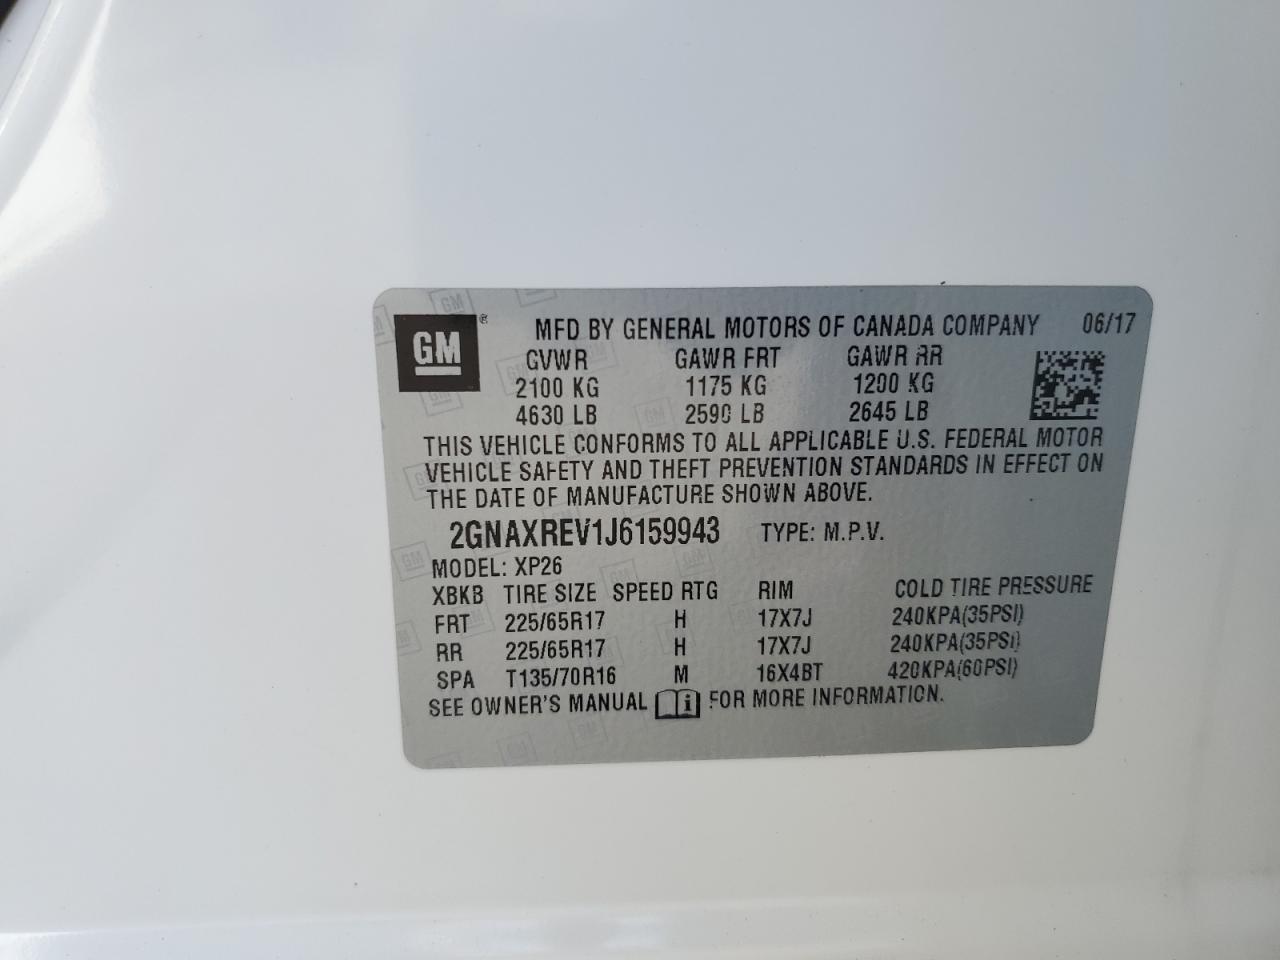 GM ® MFD BY GENERAL MOTORS OF CANADA COMPANY 06/17
GVWR GAWR FRT GAWR RR
2100 KG 1175 KG 1200 KG
4630 LB 2590 LB 2645 LB
THIS VEHICLE CONFORMS TO ALL APPLICABLE U.S. FEDERAL MOTOR
VEHICLE SAFETY AND THEFT PREVENTION STANDARDS IN EFFECT ON
THE DATE OF MANUFACTURE SHOWN ABOVE.
2GNAXREV1J6159943 TYPE: M.P.V.
MODEL: XP26
XBKB TIRE SIZE SPEED RTG RIM COLD TIRE PRESSURE
FRT 225/65R17 H 17X7J 240KPA(35PSI)
RR 225/65R17 H 17X7J 240KPA(35PSI)
SPA T135/70R16 M 16X4BT 420KPA(60PSI)
SEE OWNER'S MANUAL i FOR MORE INFORMATION.